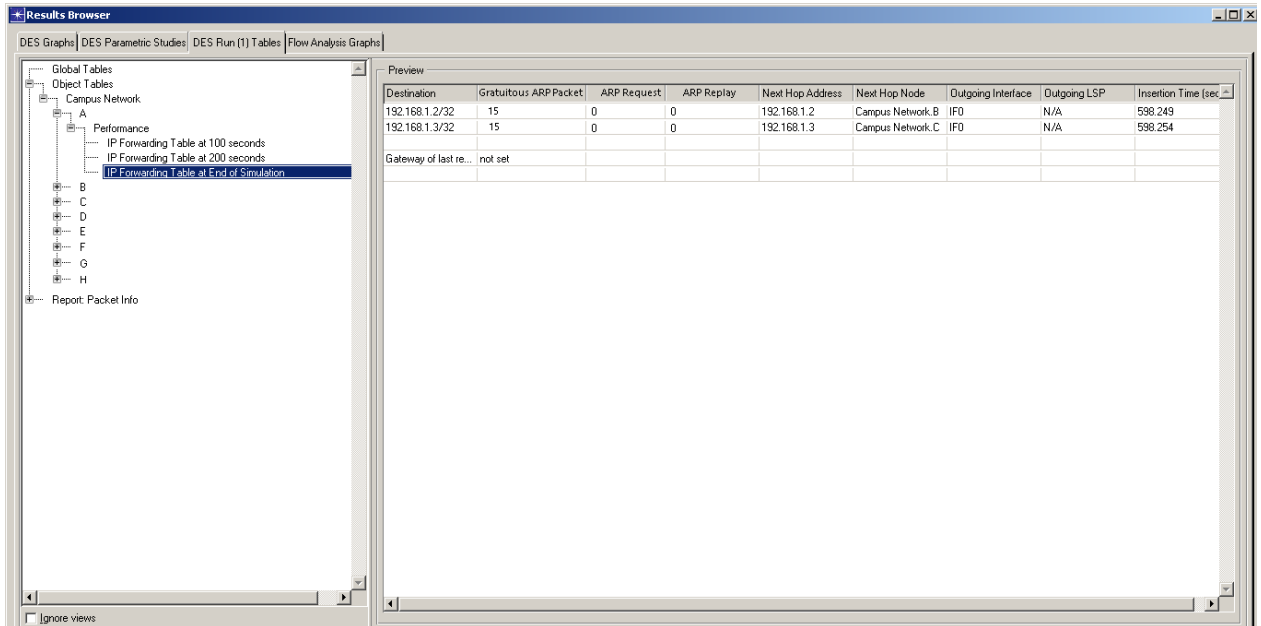 Results Browser
DES Graphs DES Parametric Studies DES Run (1) Tables Flow Analysis Graphs
Global Tables
Object Tables
Campus Network
A
Performance
IP Forwarding Table at 100 seconds
IP Forwarding Table at 200 seconds
IP Forwarding Table at End of Simulation
B
C
D
E
F
G
H
Report: Packet Info
Ignore views
Preview
Destination Gratuitous ARP Packet ARP Request ARP Replay Next Hop Address Next Hop Node Outgoing Interface Outgoing LSP Insertion Time (sec
192.168.1.2/32 15 0 0 192.168.1.2 Campus Network.B IF0 N/A 598.249
192.168.1.3/32 15 0 0 192.168.1.3 Campus Network.C IF0 N/A 598.254
Gateway of last re... not set